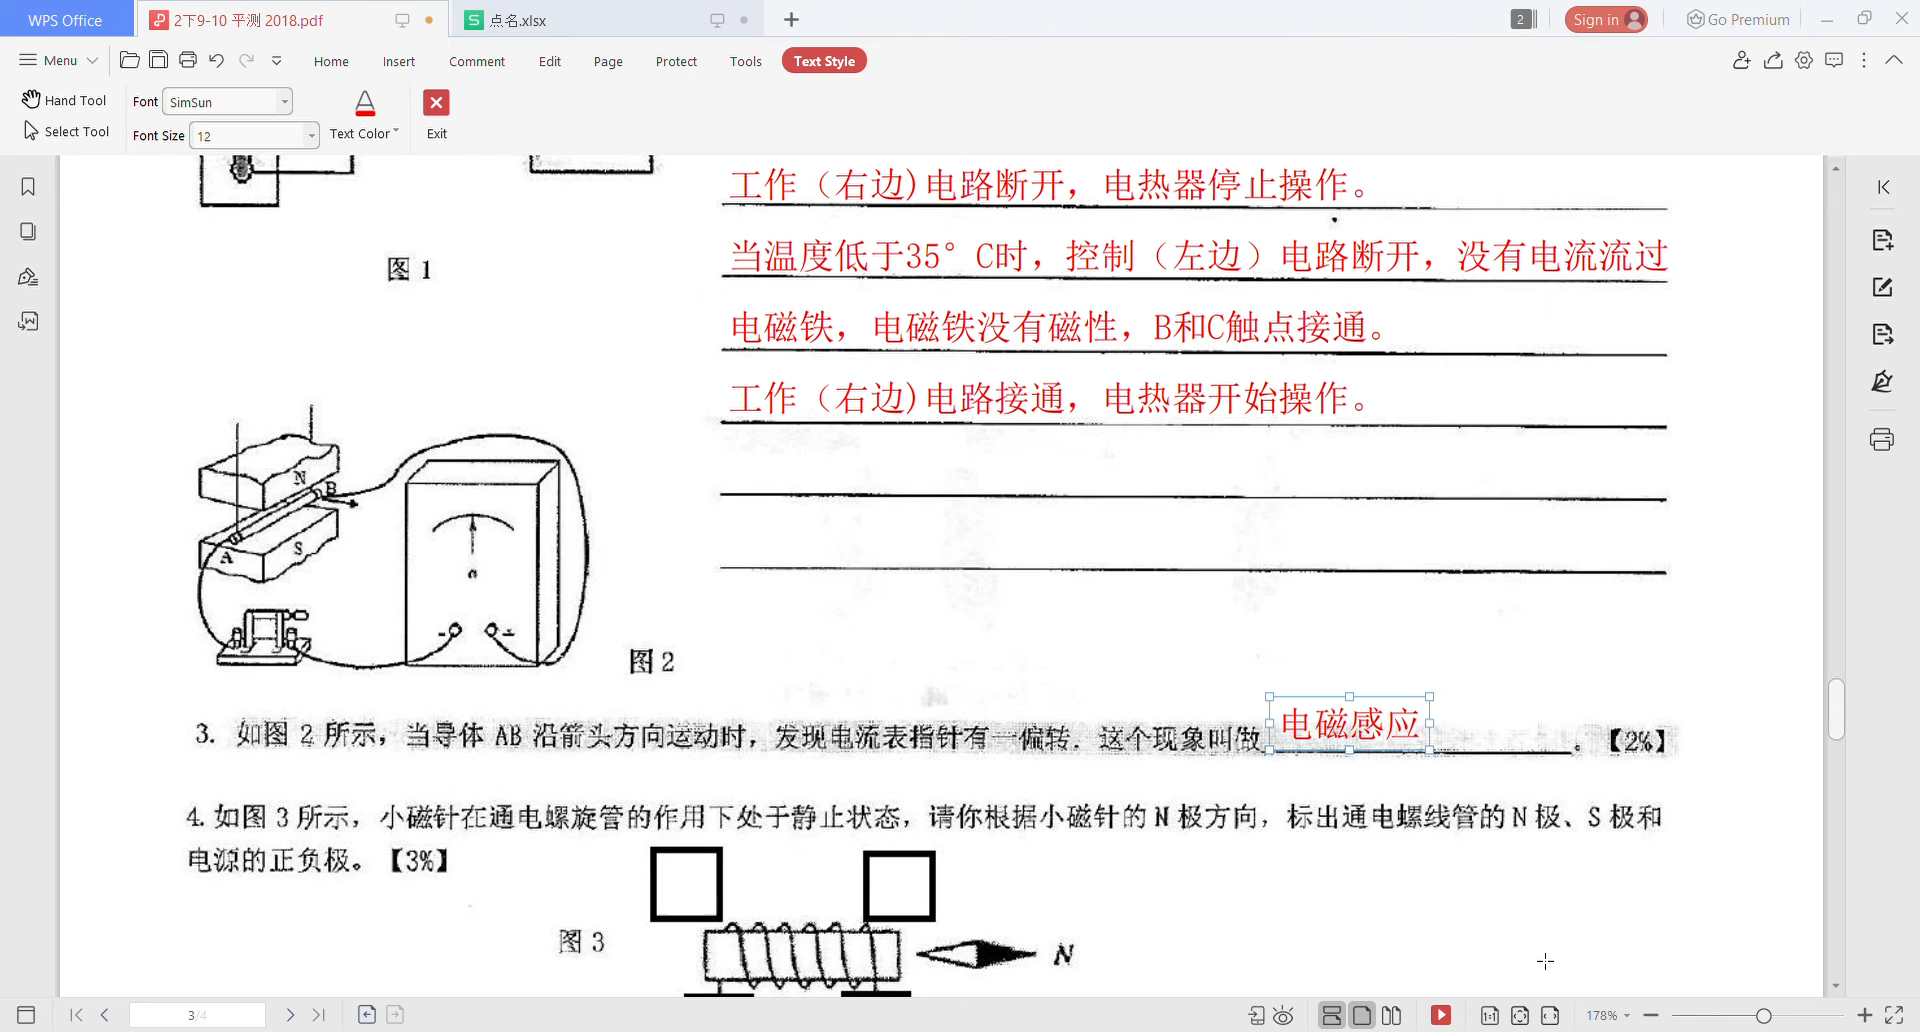 WPS Office
2下9-10 平测 2018.pdf
点名.xlsx
2
Sign in
Go Premium
Menu
Home
Insert
Comment
Edit
Page
Protect
Tools
Text Style
Hand Tool
Font
SimSun
Select Tool
Font Size
12
Text Color
Exit
工作（右边)电路断开，电热器停止操作。
图 1
当温度低于35° C时，控制（左边）电路断开，没有电流流过
电磁铁，电磁铁没有磁性，B和C触点接通。
工作（右边)电路接通，电热器开始操作。
N
B
A
S
G
-
+
图 2
3. 如图 2 所示，当导体 AB 沿箭头方向运动时，发现电流表指针有一偏转. 这个现象叫做 电磁感应 。【2%】
4. 如图 3 所示，小磁针在通电螺旋管的作用下处于静止状态，请你根据小磁针的 N 极方向，标出通电螺线管的 N 极、S 极和
电源的正负极。【3%】
图 3
N
3/4
178%